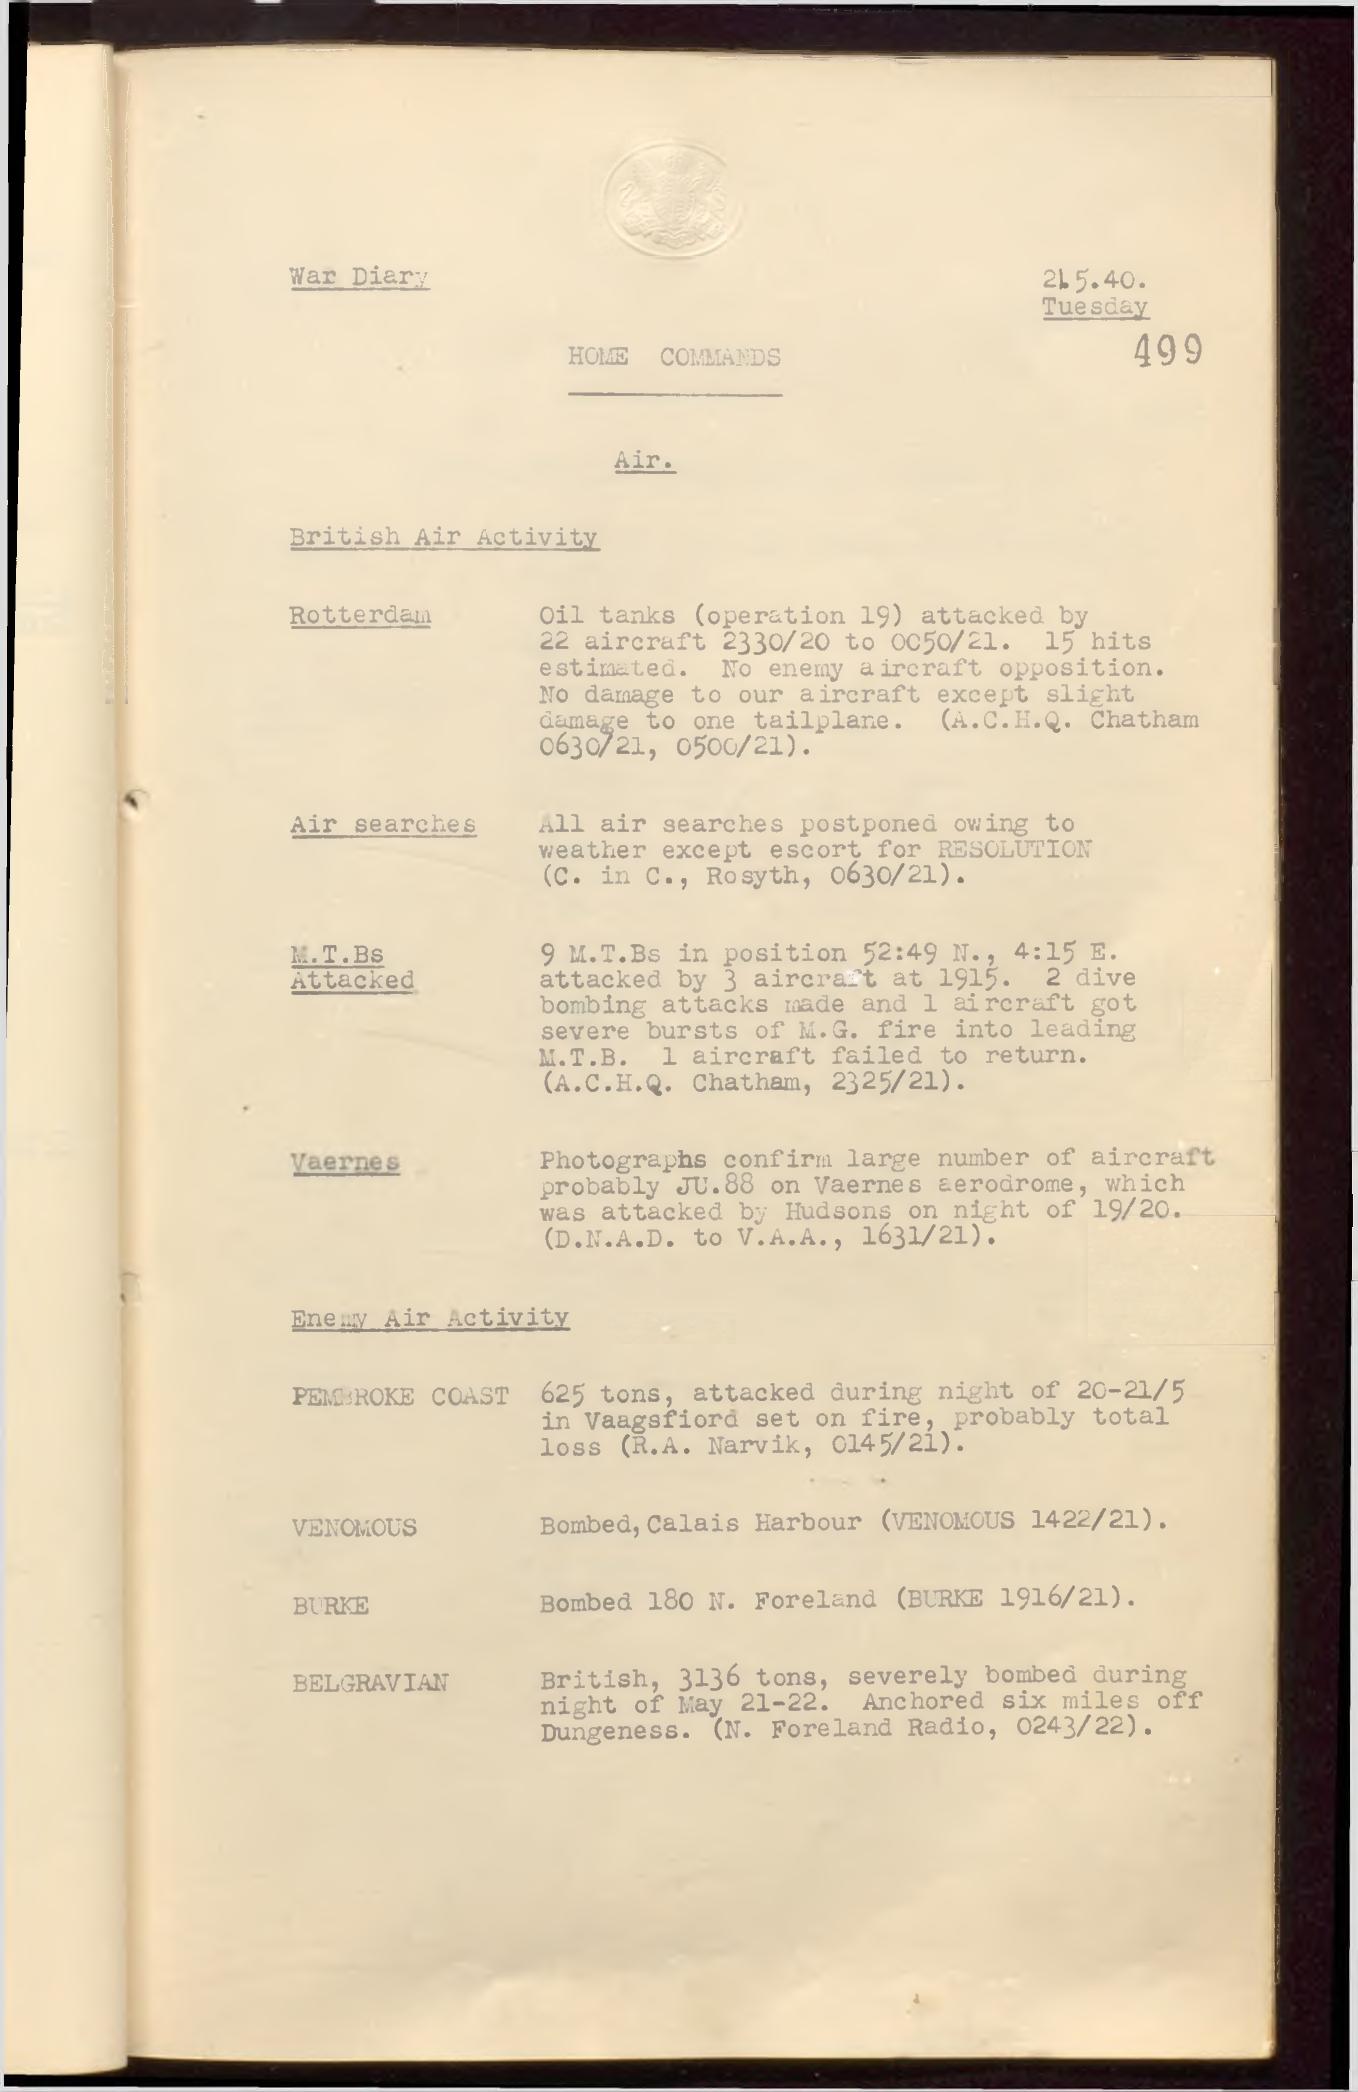 War Diary
21.5.40.
Tuesday
499
HOME COMMANDS
Air.
British Air Activity
Rotterdam Oil tanks (operation 19) attacked by
22 aircraft 2330/20 to 0050/21. 15 hits
estimated. No enemy aircraft opposition.
No damage to our aircraft except slight
damage to one tailplane. (A.C.H.Q. Chatham
0630/21, 0500/21).
Air searches All air searches postponed owing to
weather except escort for RESOLUTION
(C. in C., Rosyth, 0630/21).
M.T.Bs 9 M.T.Bs in position 52:49 N., 4:15 E.
Attacked attacked by 3 aircraft at 1915. 2 dive
bombing attacks made and 1 aircraft got
severe bursts of M.G. fire into leading
M.T.B. 1 aircraft failed to return.
(A.C.H.Q. Chatham, 2325/21).
Vaernes Photographs confirm large number of aircraft
probably JU.88 on Vaernes aerodrome, which
was attacked by Hudsons on night of 19/20.
(D.N.A.D. to V.A.A., 1631/21).
Enemy Air Activity
PEMBROKE COAST 625 tons, attacked during night of 20-21/5
in Vaagsfiord set on fire, probably total
loss (R.A. Narvik, 0145/21).
VENOMOUS Bombed, Calais Harbour (VENOMOUS 1422/21).
BURKE Bombed 180 N. Foreland (BURKE 1916/21).
BELGRAVIAN British, 3136 tons, severely bombed during
night of May 21-22. Anchored six miles off
Dungeness. (N. Foreland Radio, 0243/22).